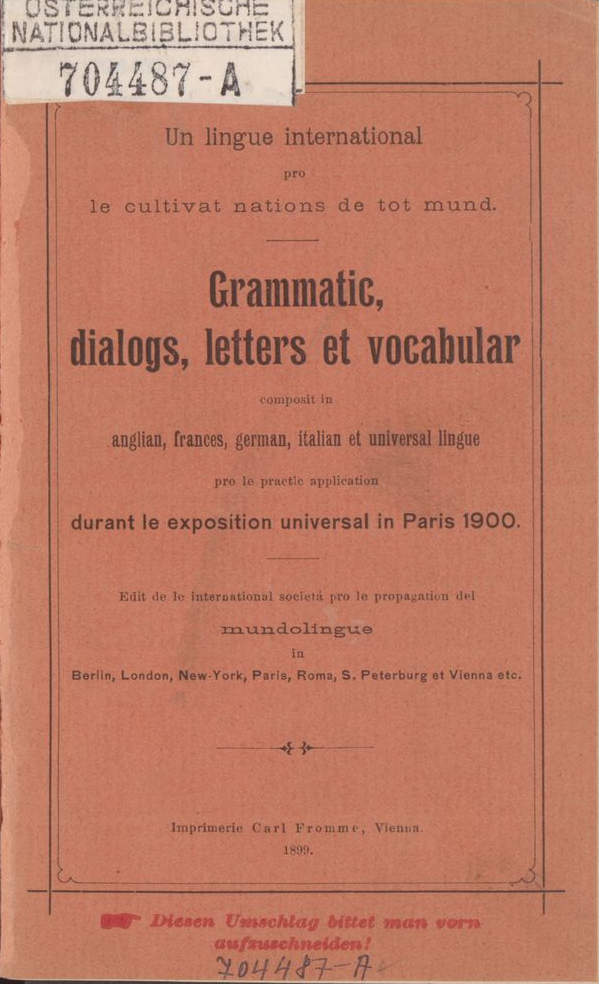 ÖSTERREICHISCHE
NATIONALBIBLIOTHEK
704487-A
Un lingue international
pro
le cultivat nations de tot mund.
Grammatic,
dialogs, letters et vocabular
composit in
anglian, frances, german, italian et universal lingue
pro le practic application
durant le exposition universal in Paris 1900.
Edit de le international societá pro le propagation del
mundolingue
in
Berlin, London, New-York, Paris, Roma, S. Peterburg et Vienna etc.
Imprimerie Carl Fromme, Vienna.
1899.
Diesen Umschlag bittet man vorn
aufzuschneiden!
704487-A